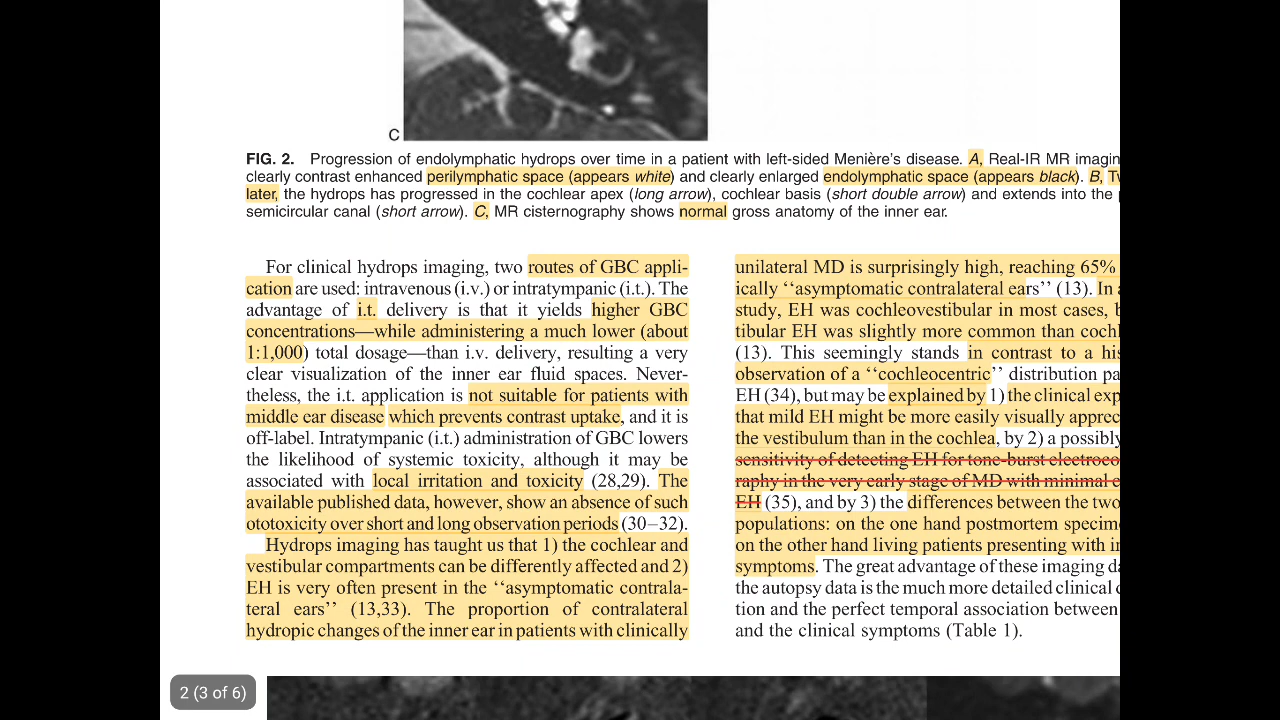 C
FIG. 2. Progression of endolymphatic hydrops over time in a patient with left-sided Menière's disease. A, Real-IR MR
clearly contrast enhanced perilymphatic space (appears white) and clearly enlarged endolymphatic space (appears black). B,
later, the hydrops has progressed in the cochlear apex (long arrow), cochlear basis (short double arrow) and extends into the
semicircular canal (short arrow). C, MR cisternography shows normal gross anatomy of the inner ear.
For clinical hydrops imaging, two routes of GBC appli-
cation are used: intravenous (i.v.) or intratympanic (i.t.). The
advantage of i.t. delivery is that it yields higher GBC
concentrations—while administering a much lower (about
1:1,000) total dosage—than i.v. delivery, resulting a very
clear visualization of the inner ear fluid spaces. Never-
theless, the i.t. application is not suitable for patients with
middle ear disease which prevents contrast uptake, and it is
off-label. Intratympanic (i.t.) administration of GBC lowers
the likelihood of systemic toxicity, although it may be
associated with local irritation and toxicity (28,29). The
available published data, however, show an absence of such
ototoxicity over short and long observation periods (30–32).
Hydrops imaging has taught us that 1) the cochlear and
vestibular compartments can be differently affected and 2)
EH is very often present in the ‘‘asymptomatic contrala-
teral ears’’ (13,33). The proportion of contralateral
hydropic changes of the inner ear in patients with clinically
unilateral MD is surprisingly high, reaching 65%
ically ‘‘asymptomatic contralateral ears’’ (13). In
study, EH was cochleovestibular in most cases,
tibular EH was slightly more common than
(13). This seemingly stands in contrast to a
observation of a ‘‘cochleocentric’’ distribution
EH (34), but may be explained by 1) the clinical
that mild EH might be more easily visually
the vestibulum than in the cochlea, by 2) a possibly
sensitivity of detecting EH for tone-burst
raphy in the very early stage of MD with minimal
EH (35), and by 3) the differences between the two
populations: on the one hand postmortem
on the other hand living patients presenting with
symptoms. The great advantage of these imaging
the autopsy data is the much more detailed clinical
tion and the perfect temporal association between
and the clinical symptoms (Table 1).
2 (3 of 6)